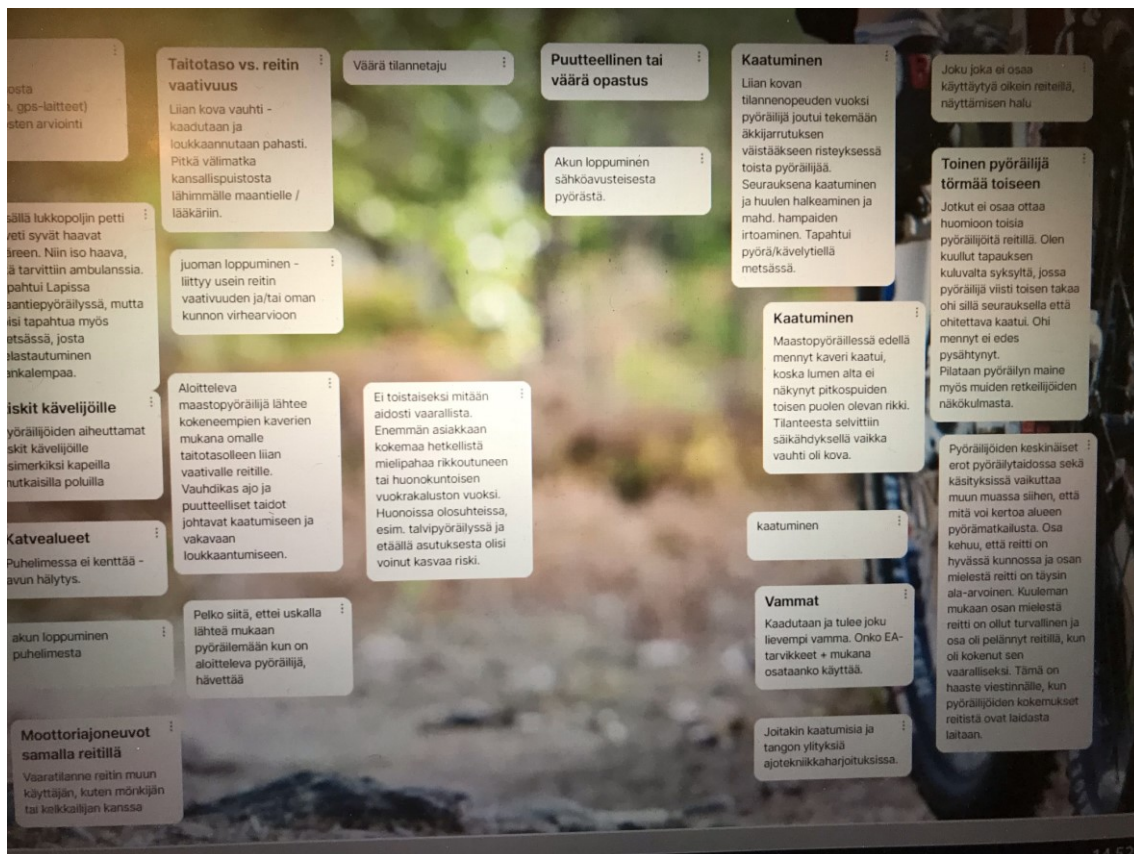 osta
gps-laitteet)
sten arviointi
sällä lukkopoljin petti
veti syvät haavat
äreen. Niin iso haava,
ä tarvittiin ambulanssia.
pahtui Lapissa
aantiepyöräilyssä, mutta
isi tapahtua myös
etsässä, josta
elastautuminen
ankalempaa.
iskit kävelijöille
yöräilijöiden aiheuttamat
skit kävelijöille
simerkiksi kapeilla
nutkaisilla poluilla
Katvealueet
Puhelimessa ei kenttää -
avun hälytys.
akun loppuminen
puhelimesta
Moottoriajoneuvot
samalla reitillä
Vaaratilanne reitin muun
käyttäjän, kuten mönkijän
tai kelkkailijan kanssa
Taitotaso vs. reitin
vaativuus
Liian kova vauhti -
kaadutaan ja
loukkaannutaan pahasti.
Pitkä välimatka
kansallispuistosta
lähimmälle maantielle /
lääkäriin.
juoman loppuminen -
liittyy usein reitin
vaativuuden ja/tai oman
kunnon virhearvioon
Aloitteleva
maastopyöräilijä lähtee
kokeneempien kaverien
mukana omalle
taitotasolleen liian
vaativalle reitille.
Vauhdikas ajo ja
puutteelliset taidot
johtavat kaatumiseen ja
vakavaan
loukkaantumiseen.
Pelko siitä, ettei uskalla
lähteä mukaan
pyöräilemään kun on
aloitteleva pyöräilijä,
hävettää
Väärä tilannetaju
Ei toistaiseksi mitään
aidosti vaarallista.
Enemmän asiakkaan
kokemaa hetkellistä
mielipahaa rikkoutuneen
tai huonokuntoisen
vuokrakaluston vuoksi.
Huonoissa olosuhteissa,
esim. talvipyöräilyssä ja
etäällä asutuksesta olisi
voinut kasvaa riski.
Puutteellinen tai
väärä opastus
Akun loppuminen
sähköavusteisesta
pyörästä.
Kaatuminen
Liian kovan
tilannenopeuden vuoksi
pyöräilijä joutui tekemään
äkkijarrutuksen
väistääkseen risteyksessä
toista pyöräilijää.
Seurauksena kaatuminen
ja huulen halkeaminen ja
mahd. hampaiden
irtoaminen. Tapahtui
pyörä/kävelytiellä
metsässä.
Kaatuminen
Maastopyöräillessä edellä
mennyt kaveri kaatui,
koska lumen alta ei
näkynyt pitkospuiden
toisen puolen olevan rikki.
Tilanteesta selvittiin
säikähdyksellä vaikka
vauhti oli kova.
kaatuminen
Vammat
Kaadutaan ja tulee joku
lievempi vamma. Onko EA-
tarvikkeet + mukana
osataanko käyttää.
Joitakin kaatumisia ja
tangon ylityksiä
ajotekniikkaharjoituksissa.
Joku joka ei osaa
käyttäytyä oikein reiteillä,
näyttämisen halu
Toinen pyöräilijä
törmää toiseen
Jotkut ei osaa ottaa
huomioon toisia
pyöräilijöitä reitillä. Olen
kuullut tapauksen
kuluvalta syksyltä, jossa
pyöräilijä viisti toisen takaa
ohi sillä seurauksella että
ohitettava kaatui. Ohi
mennyt ei edes
pysähtynyt.
Pilataan pyöräilyn maine
myös muiden retkeilijöiden
näkökulmasta.
Pyöräilijöiden keskinäiset
erot pyöräilytaidossa sekä
käsityksissä vaikuttaa
muun muassa siihen, että
mitä voi kertoa alueen
pyörämatkailusta. Osa
kehuu, että reitti on
hyvässä kunnossa ja osan
mielestä reitti on täysin
ala-arvoinen. Kuuleman
mukaan osan mielestä
reitti on ollut turvallinen ja
osa oli pelännyt reitillä, kun
oli kokenut sen
vaaralliseksi. Tämä on
haaste viestinnälle, kun
pyöräilijöiden kokemukset
reitistä ovat laidasta
laitaan.